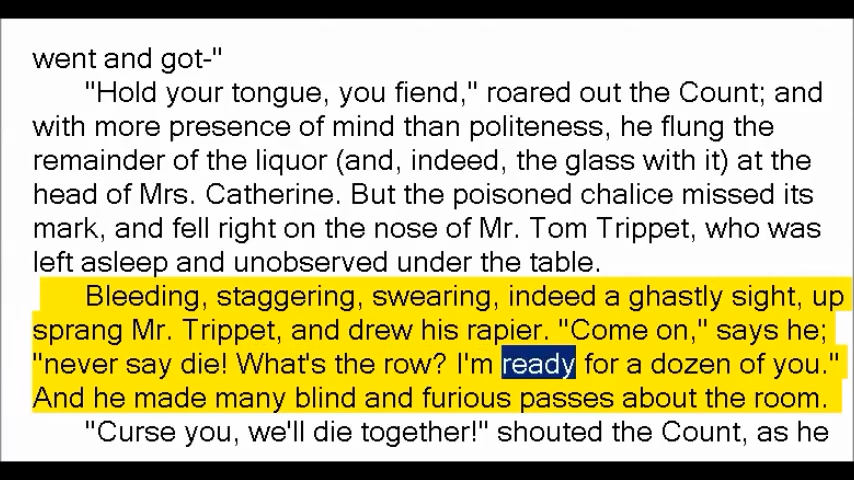 went and got-"
"Hold your tongue, you fiend," roared out the Count; and
with more presence of mind than politeness, he flung the
remainder of the liquor (and, indeed, the glass with it) at the
head of Mrs. Catherine. But the poisoned chalice missed its
mark, and fell right on the nose of Mr. Tom Trippet, who was
left asleep and unobserved under the table.
Bleeding, staggering, swearing, indeed a ghastly sight, up
sprang Mr. Trippet, and drew his rapier. "Come on," says he;
"never say die! What's the row? I'm ready for a dozen of you."
And he made many blind and furious passes about the room.
"Curse you, we'll die together!" shouted the Count, as he